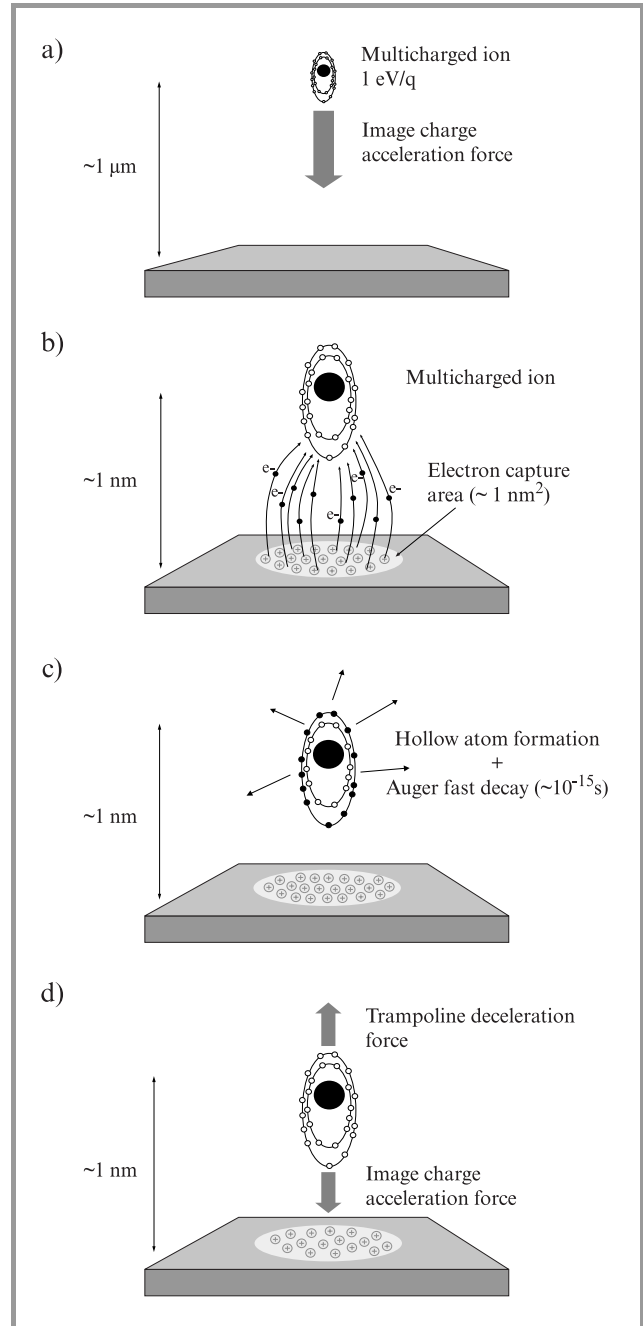 a)
Multicharged ion
1 eV/q
Image charge
acceleration force
~1 μm
b)
Multicharged ion
~1 nm
e-
e-
e-
e-
e-
Electron capture
area (~ 1 nm²)
c)
Hollow atom formation
+
Auger fast decay (~10⁻¹⁵s)
~1 nm
d)
Trampoline deceleration
force
~1 nm
Image charge
acceleration force